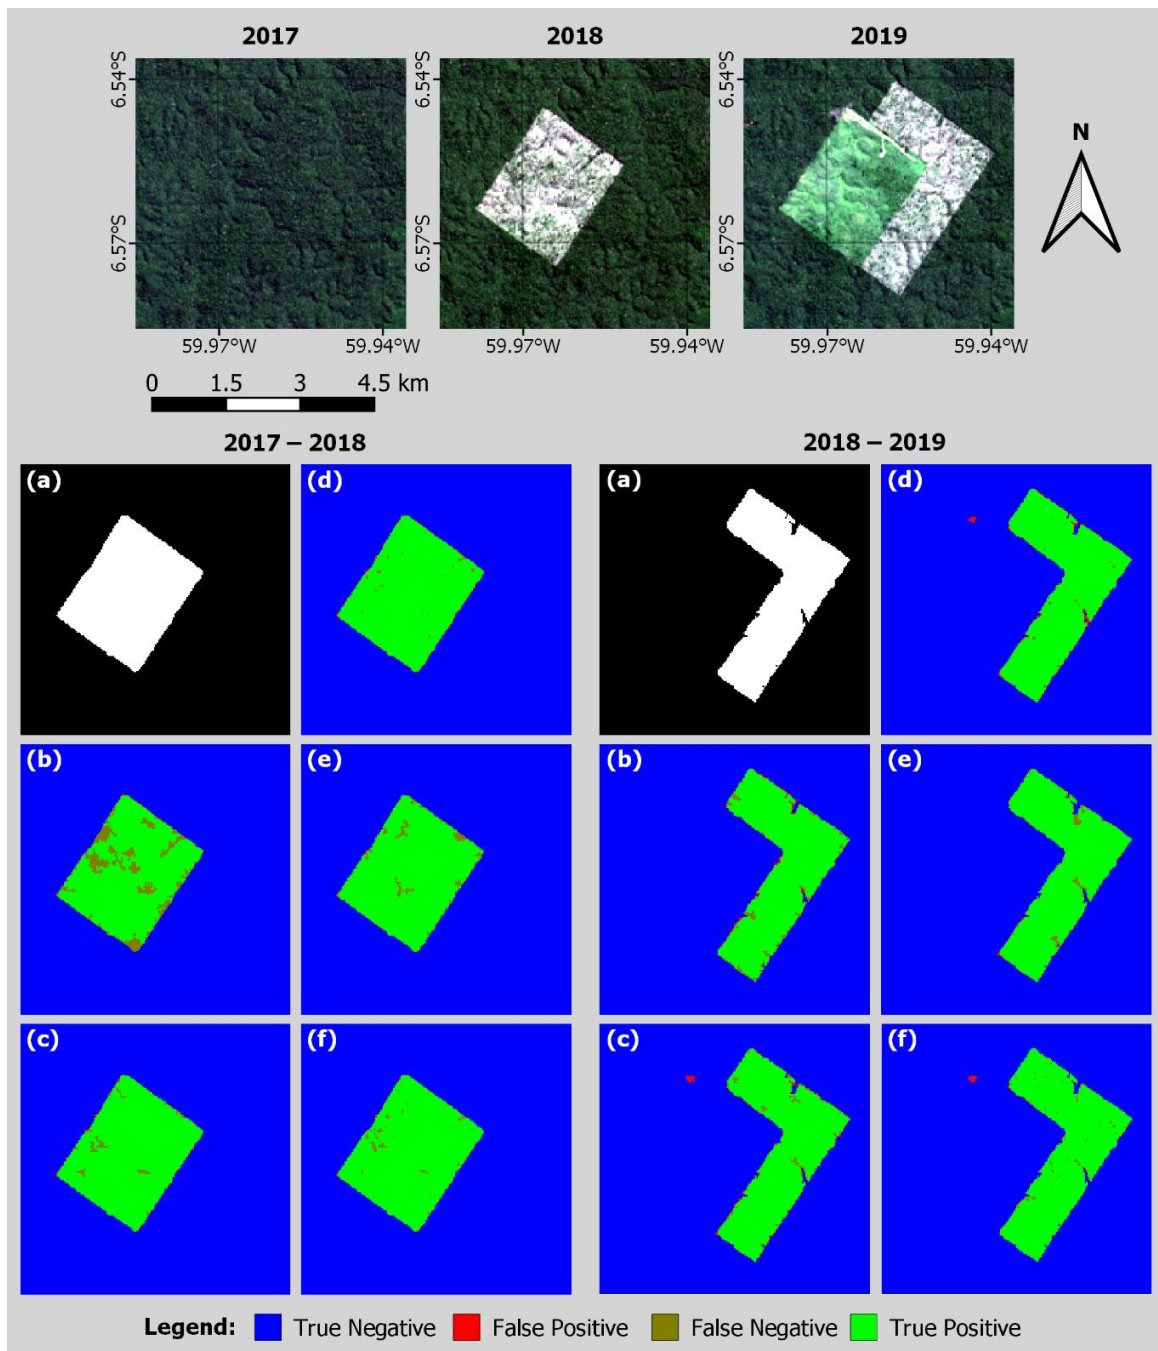 2017 2018 2019
6.54°S 6.54°S 6.54°S
N
6.57°S 6.57°S 6.57°S
59.97°W 59.94°W 59.97°W 59.94°W 59.97°W 59.94°W
0 1.5 3 4.5 km
2017 – 2018 2018 – 2019
(a) (d) (a) (d)
(b) (e) (b) (e)
(c) (f) (c) (f)
Legend: True Negative False Positive False Negative True Positive